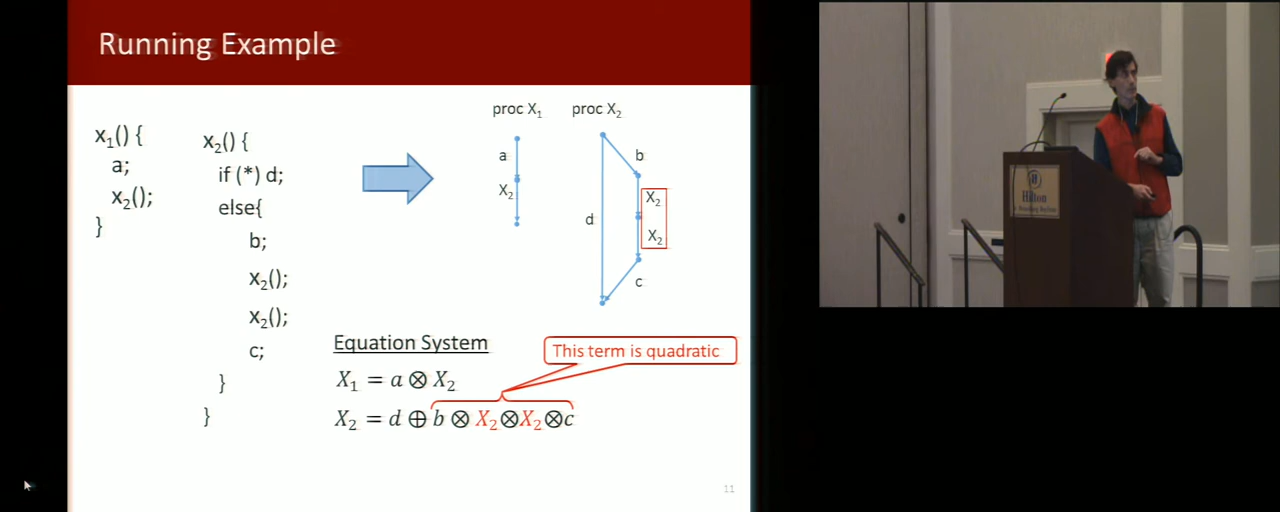 Running Example
x₁() {
a;
x₂();
}
x₂() {
if (*) d;
else{
b;
x₂();
x₂();
c;
}
}
proc X₁
a
X₂
proc X₂
b
d
X₂
X₂
c
Equation System
This term is quadratic
X₁ = a ⊗ X₂
X₂ = d ⊕ b ⊗ X₂⊗X₂⊗c
11
Hilton